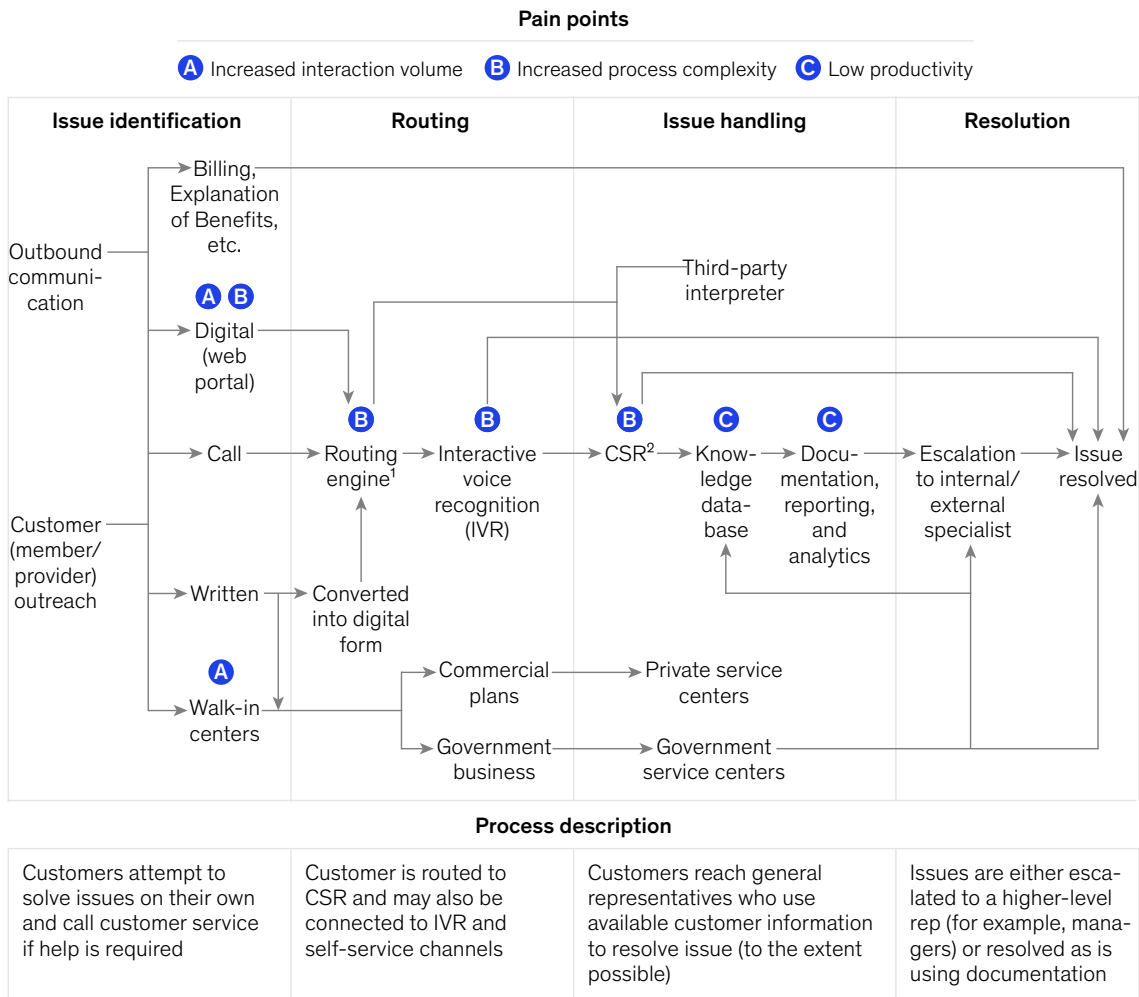 Pain points
A Increased interaction volume B Increased process complexity C Low productivity
Issue identification
Routing
Issue handling
Resolution
Billing,
Explanation
of Benefits,
etc.
Outbound
communi-
cation
Third-party
interpreter
A B
Digital
(web
portal)
B
B
B
C
C
Call
Routing
engine¹
Interactive
voice
recognition
(IVR)
CSR²
Know-
ledge
data-
base
Docu-
mentation,
reporting,
and
analytics
Escalation
to internal/
external
specialist
Issue
resolved
Customer
(member/
provider)
outreach
Written
Converted
into digital
form
A
Walk-in
centers
Commercial
plans
Private service
centers
Government
business
Government
service centers
Process description
Customers attempt to
solve issues on their own
and call customer service
if help is required
Customer is routed to
CSR and may also be
connected to IVR and
self-service channels
Customers reach general
representatives who use
available customer information
to resolve issue (to the extent
possible)
Issues are either esca-
lated to a higher-level
rep (for example, mana-
gers) or resolved as is
using documentation